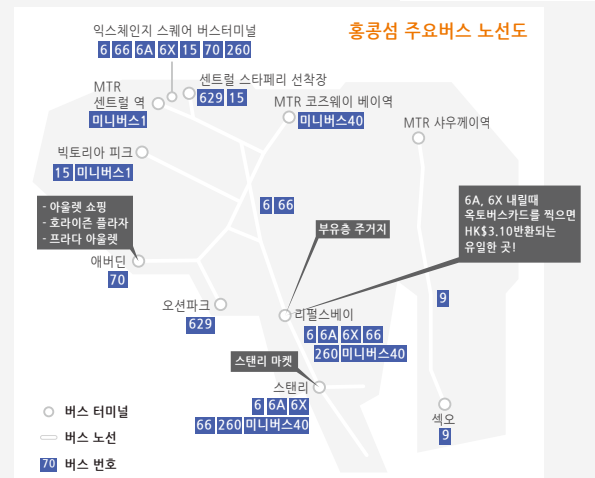 홍콩섬 주요버스 노선도
익스체인지 스퀘어 버스터미널
6 66 6A 6X 15 70 260
센트럴 스타페리 선착장
629 15
MTR
센트럴 역
미니버스1
MTR 코즈웨이 베이역
미니버스40
MTR 샤우께이역
빅토리아 피크
15 미니버스1
- 아울렛 쇼핑
- 호라이즌 플라자
- 프라다 아울렛
애버딘
70
6 66
부유층 주거지
6A, 6X 내릴때
옥토버스카드를 찍으면
HK$3.10반환되는
유일한 곳!
오션파크
629
리펄스베이
6 6A 6X 66
260 미니버스40
9
스탠리 마켓
스탠리
6 6A 6X
66 260 미니버스40
섹오
9
버스 터미널
버스 노선
70 버스 번호